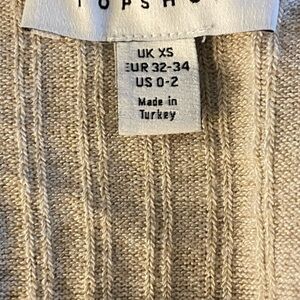 TOPSHO
UK XS
EUR 32-34
US 0-2
Made in
Turkey